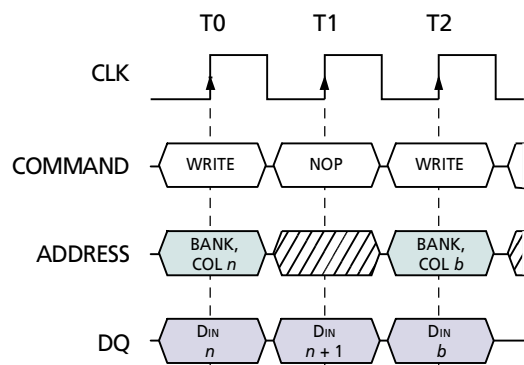 T0 T1 T2
CLK
COMMAND WRITE NOP WRITE
ADDRESS BANK, COL n BANK, COL b
DQ DIN n DIN n + 1 DIN b